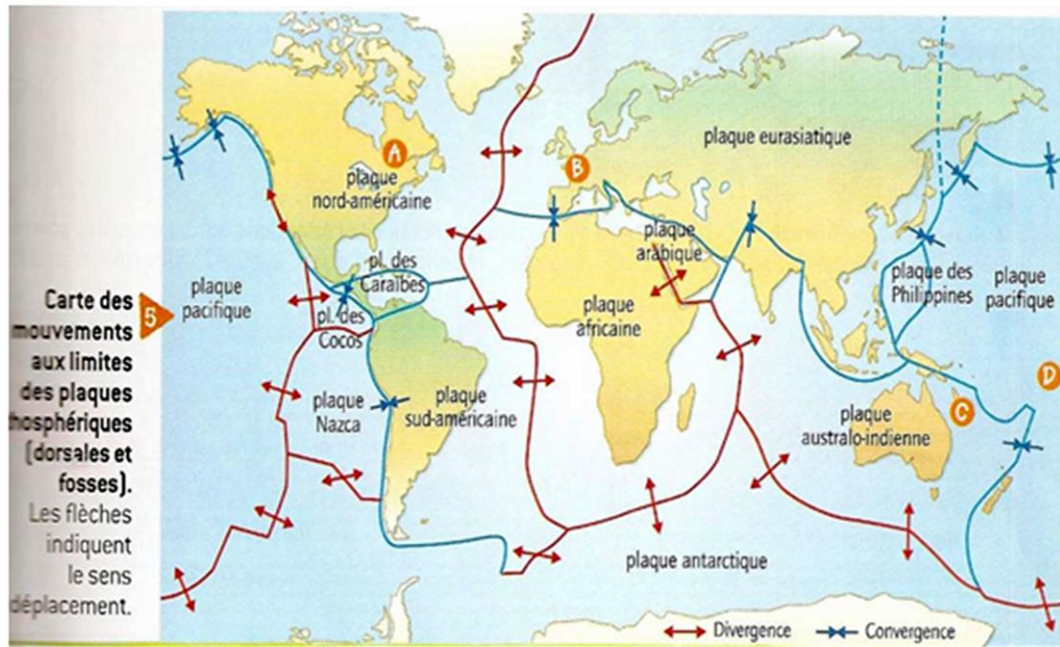 Carte des
mouvements
aux limites
des plaques
hosphériques
(dorsales et
fosses).
Les flèches
indiquent
le sens
déplacement.
5
A
plaque
nord-américaine
B
plaque eurasiatique
pl. des
Caraïbes
plaque
arabique
plaque
pacifique
pl. des
Cocos
plaque
africaine
plaque des
Philippines
plaque
pacifique
D
plaque
Nazca
plaque
sud-américaine
C
plaque
australo-indienne
plaque antarctique
Divergence
Convergence